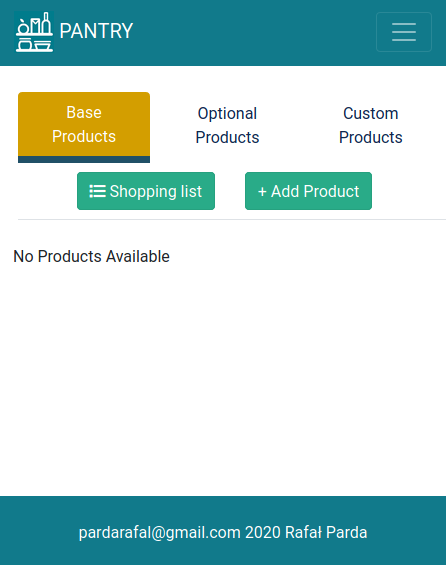 PANTRY
Base
Products
Optional
Products
Custom
Products
Shopping list
+ Add Product
No Products Available
pardarafal@gmail.com 2020 Rafał Parda